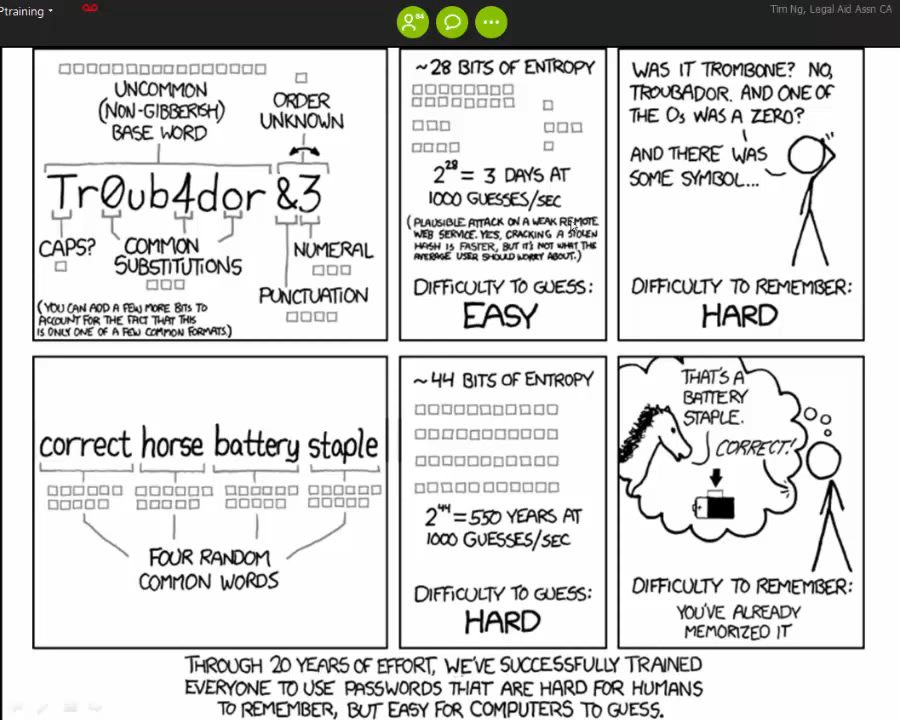 Ptraining
84
Tim Ng, Legal Aid Assn CA
UNCOMMON
(NON-GIBBERISH)
BASE WORD
ORDER
UNKNOWN
Tr0ub4dor &3
CAPS?
COMMON
SUBSTITUTIONS
NUMERAL
PUNCTUATION
(YOU CAN ADD A FEW MORE BITS TO
ACCOUNT FOR THE FACT THAT THIS
IS ONLY ONE OF A FEW COMMON FORMATS.)
~28 BITS OF ENTROPY
2^28 = 3 DAYS AT
1000 GUESSES/SEC
(PLAUSIBLE ATTACK ON A WEAK REMOTE
WEB SERVICE. YES, CRACKING A STOLEN
HASH IS FASTER, BUT IT'S NOT WHAT THE
AVERAGE USER SHOULD WORRY ABOUT.)
DIFFICULTY TO GUESS:
EASY
WAS IT TROMBONE? NO,
TROUBADOR. AND ONE OF
THE Os WAS A ZERO?
AND THERE WAS
SOME SYMBOL...
DIFFICULTY TO REMEMBER:
HARD
correct horse battery staple
FOUR RANDOM
COMMON WORDS
~44 BITS OF ENTROPY
2^44 = 550 YEARS AT
1000 GUESSES/SEC
DIFFICULTY TO GUESS:
HARD
THAT'S A
BATTERY
STAPLE.
CORRECT!
DIFFICULTY TO REMEMBER:
YOU'VE ALREADY
MEMORIZED IT
THROUGH 20 YEARS OF EFFORT, WE'VE SUCCESSFULLY TRAINED
EVERYONE TO USE PASSWORDS THAT ARE HARD FOR HUMANS
TO REMEMBER, BUT EASY FOR COMPUTERS TO GUESS.